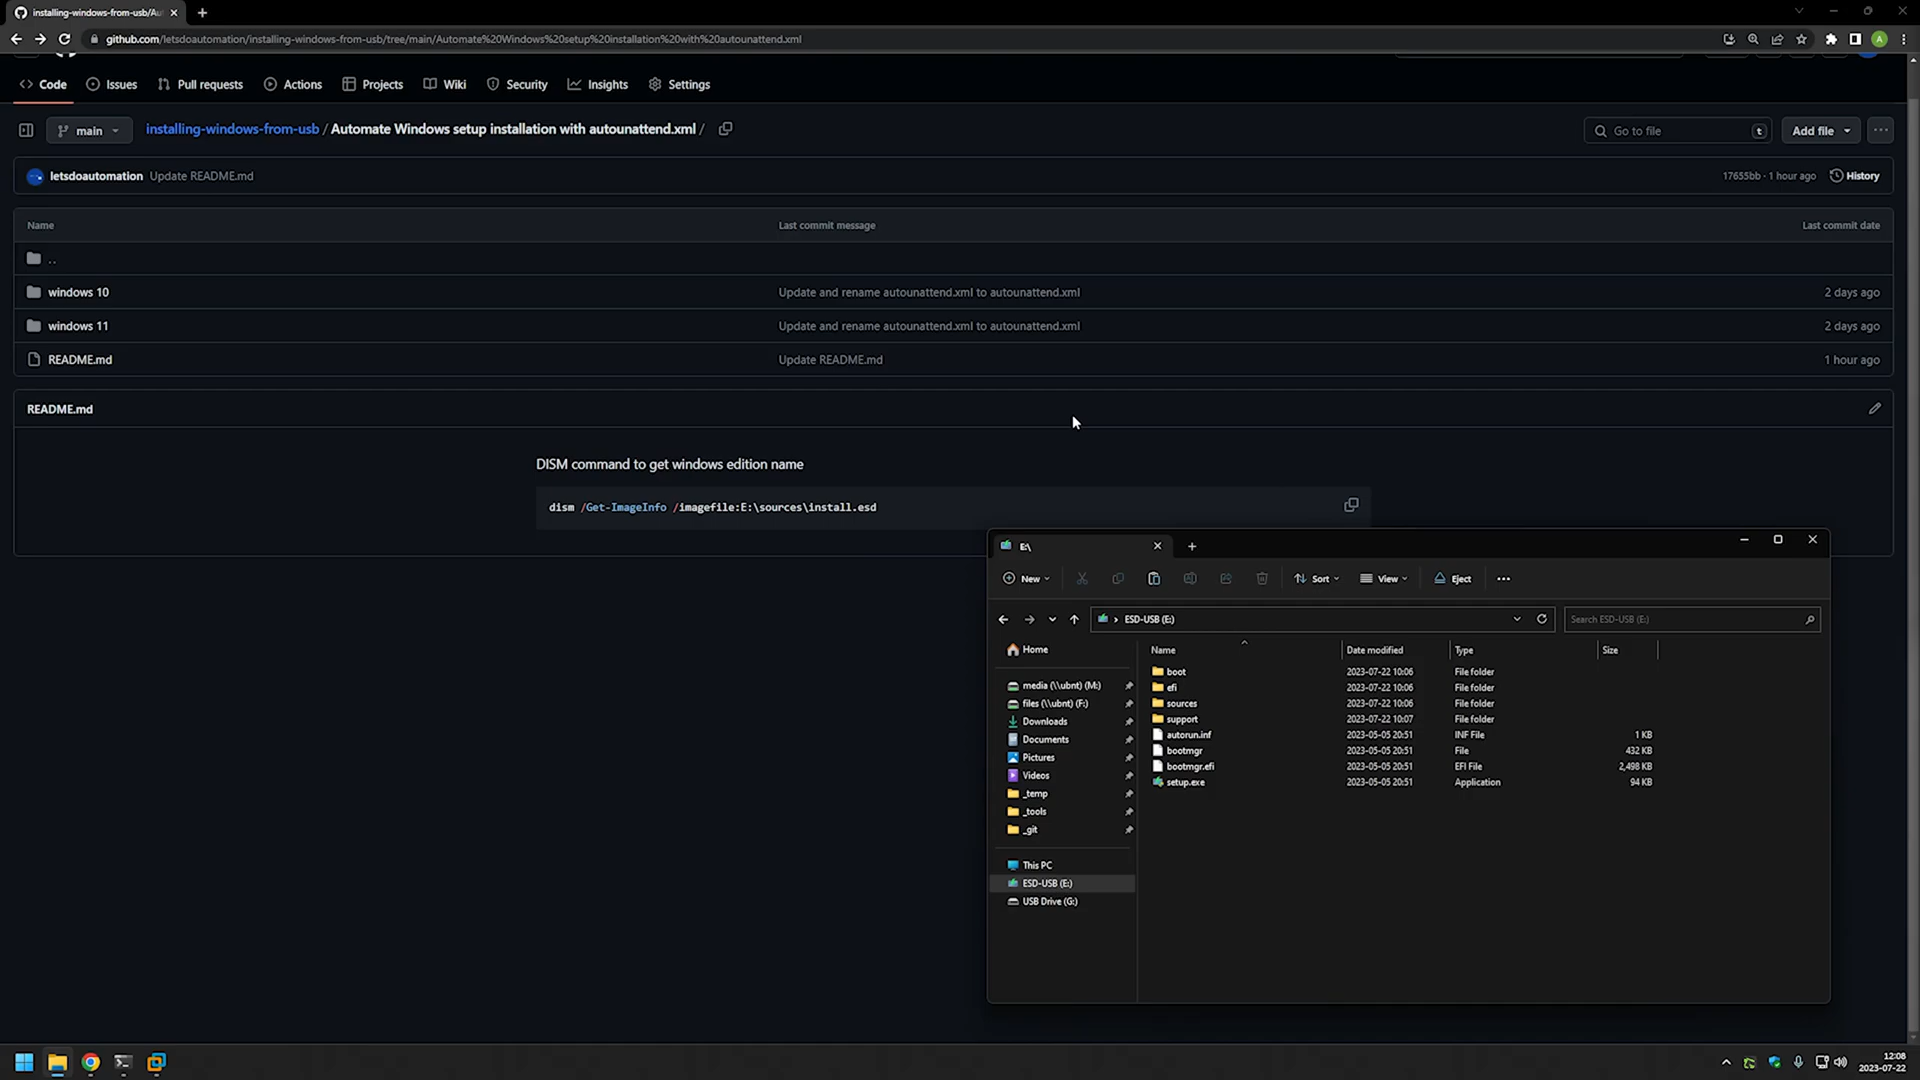 installing-windows-from-usb/Au
github.com/letsdoautomation/installing-windows-from-usb/tree/main/Automate%20Windows%20setup%20installation%20with%20autounattend.xml
A
Code
Issues
Pull requests
Actions
Projects
Wiki
Security
Insights
Settings
main
installing-windows-from-usb / Automate Windows setup installation with autounattend.xml /
Go to file
t
Add file
letsdoautomation Update README.md
17655bb · 1 hour ago
History
Name
Last commit message
Last commit date
..
windows 10
Update and rename autounattend.xml to autounattend.xml
2 days ago
windows 11
Update and rename autounattend.xml to autounattend.xml
2 days ago
README.md
Update README.md
1 hour ago
README.md
DISM command to get windows edition name
dism /Get-ImageInfo /imagefile:E:\sources\install.esd
E:\
New
Sort
View
Eject
ESD-USB (E:)
Search ESD-USB (E:)
Home
media (\\ubnt) (M:)
files (\\ubnt) (F:)
Downloads
Documents
Pictures
Videos
_temp
_tools
_git
This PC
ESD-USB (E:)
USB Drive (G:)
Name
Date modified
Type
Size
boot
2023-07-22 10:06
File folder
efi
2023-07-22 10:06
File folder
sources
2023-07-22 10:06
File folder
support
2023-07-22 10:07
File folder
autorun.inf
2023-05-05 20:51
INF File
1 KB
bootmgr
2023-05-05 20:51
File
432 KB
bootmgr.efi
2023-05-05 20:51
EFI File
2,498 KB
setup.exe
2023-05-05 20:51
Application
94 KB
12:08
2023-07-22